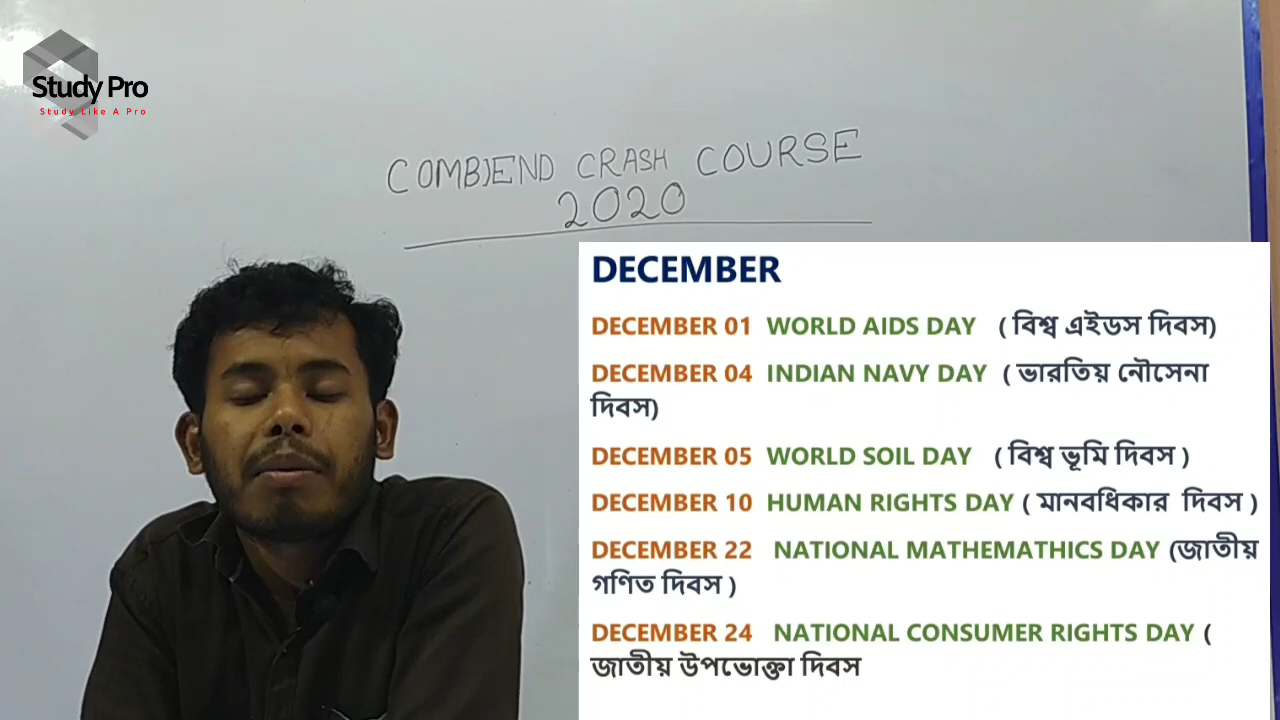 Study Pro
Study Like A Pro
COMBIEND CRASH COURSE
2020
DECEMBER
DECEMBER 01 WORLD AIDS DAY ( বিশ্ব এইডস দিবস)
DECEMBER 04 INDIAN NAVY DAY ( ভারতিয় নৌসেনা
দিবস)
DECEMBER 05 WORLD SOIL DAY ( বিশ্ব ভূমি দিবস )
DECEMBER 10 HUMAN RIGHTS DAY ( মানবধিকার দিবস )
DECEMBER 22 NATIONAL MATHEMATHICS DAY (জাতীয়
গণিত দিবস )
DECEMBER 24 NATIONAL CONSUMER RIGHTS DAY (
জাতীয় উপভোক্তা দিবস